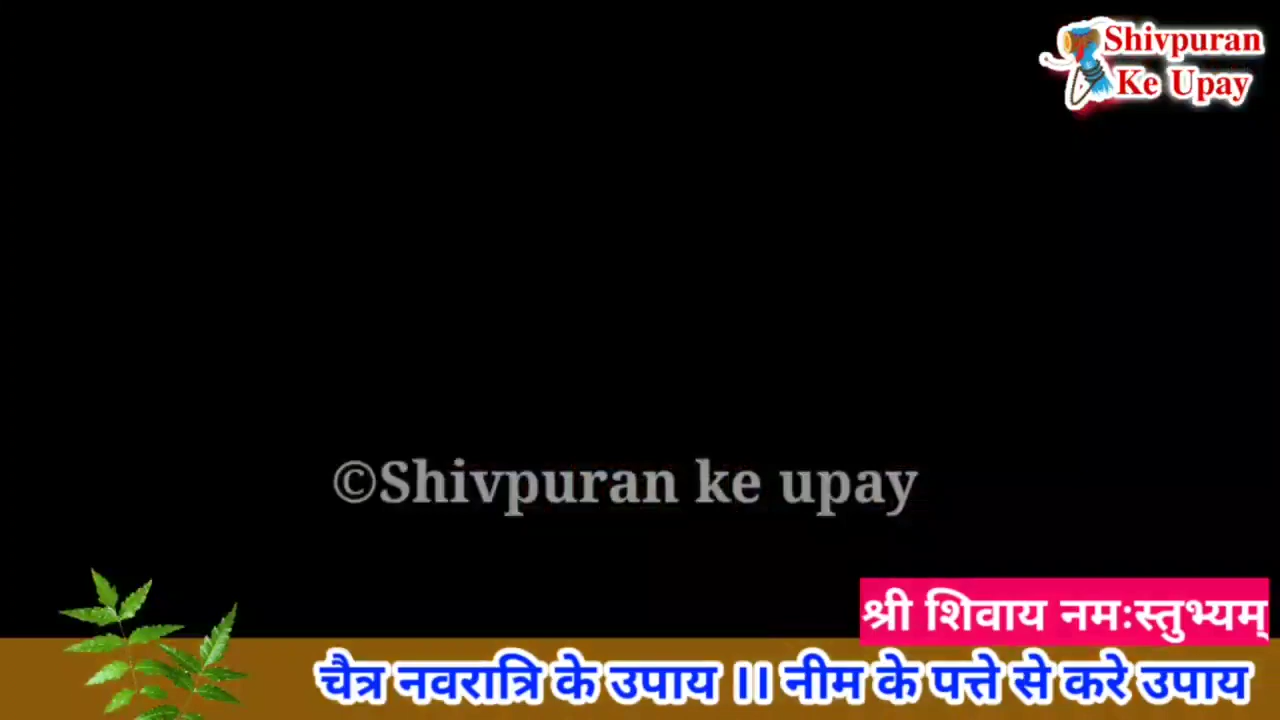 Shivpuran
Ke Upay
©Shivpuran ke upay
श्री शिवाय नमःस्तुभ्यम्
चैत्र नवरात्रि के उपाय ।। नीम के पत्ते से करे उपाय